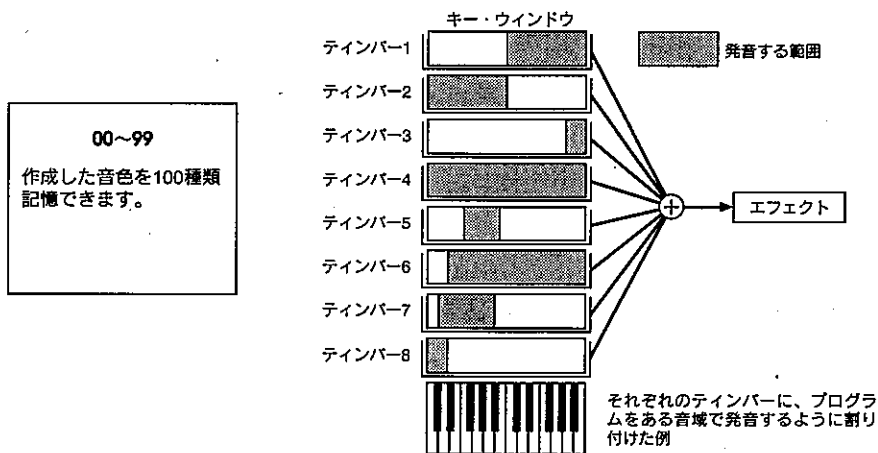 キー・ウィンドウ
ティンバー1
発音する範囲
ティンバー2
00〜99
ティンバー3
作成した音色を100種類
記憶できます。
ティンバー4
ティンバー5
エフェクト
ティンバー6
ティンバー7
ティンバー8
それぞれのティンバーに、プログラ
ムをある音域で発音するように割り
付けた例